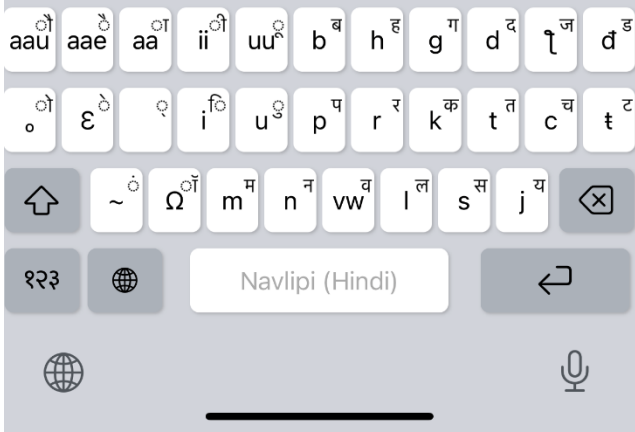 aau ौ aae ै aa ा ii ी uu ू b ब h ह g ग d द ʅ ज đ ड
ॄ o ो Ɛ े ् i ि u ु p प r र k क t त c च ŧ ट
~ ं Ω ॉ m म n न vw व l ल s स j य
१२३ Navlipi (Hindi)